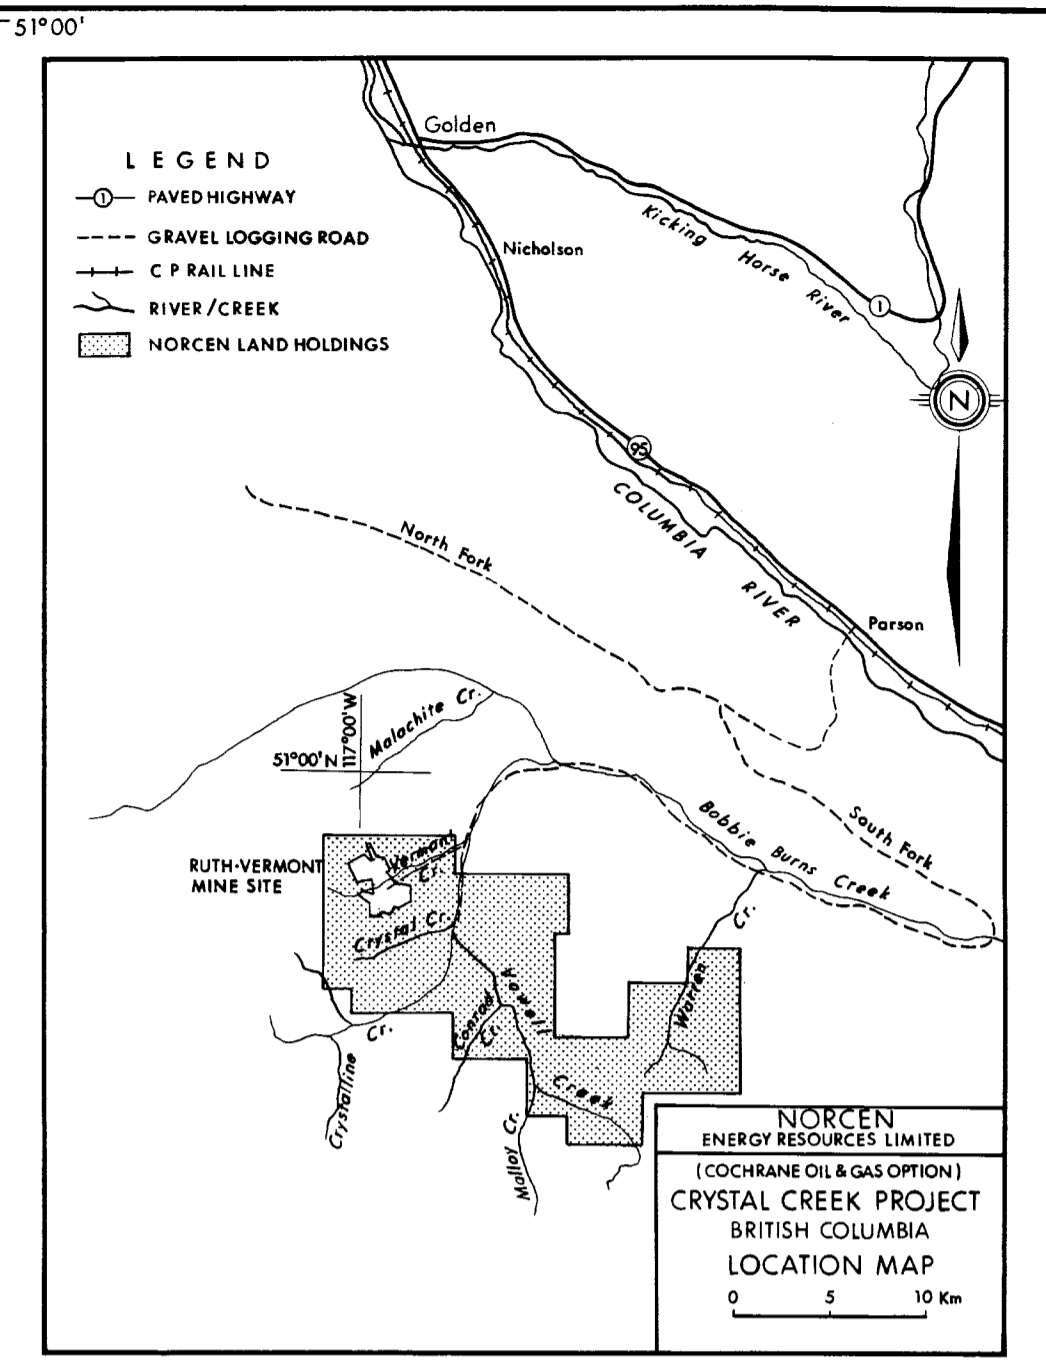 51°00'
Golden
LEGEND
1 PAVED HIGHWAY
GRAVEL LOGGING ROAD
C P RAIL LINE
RIVER/CREEK
NORCEN LAND HOLDINGS
Nicholson
Kicking Horse River
1
N
95
COLUMBIA RIVER
North Fork
Parson
Malachite Cr.
117°00'W
51°00'N
South Fork
Bobbie Burns Creek
RUTH-VERMONT
MINE SITE
Vermont
Cr.
Crystal Cr.
Warren Cr.
Vowell Creek
Conrad
Cr.
Crystalline Cr.
Malloy Cr.
NORCEN
ENERGY RESOURCES LIMITED
(COCHRANE OIL & GAS OPTION)
CRYSTAL CREEK PROJECT
BRITISH COLUMBIA
LOCATION MAP
0 5 10 Km